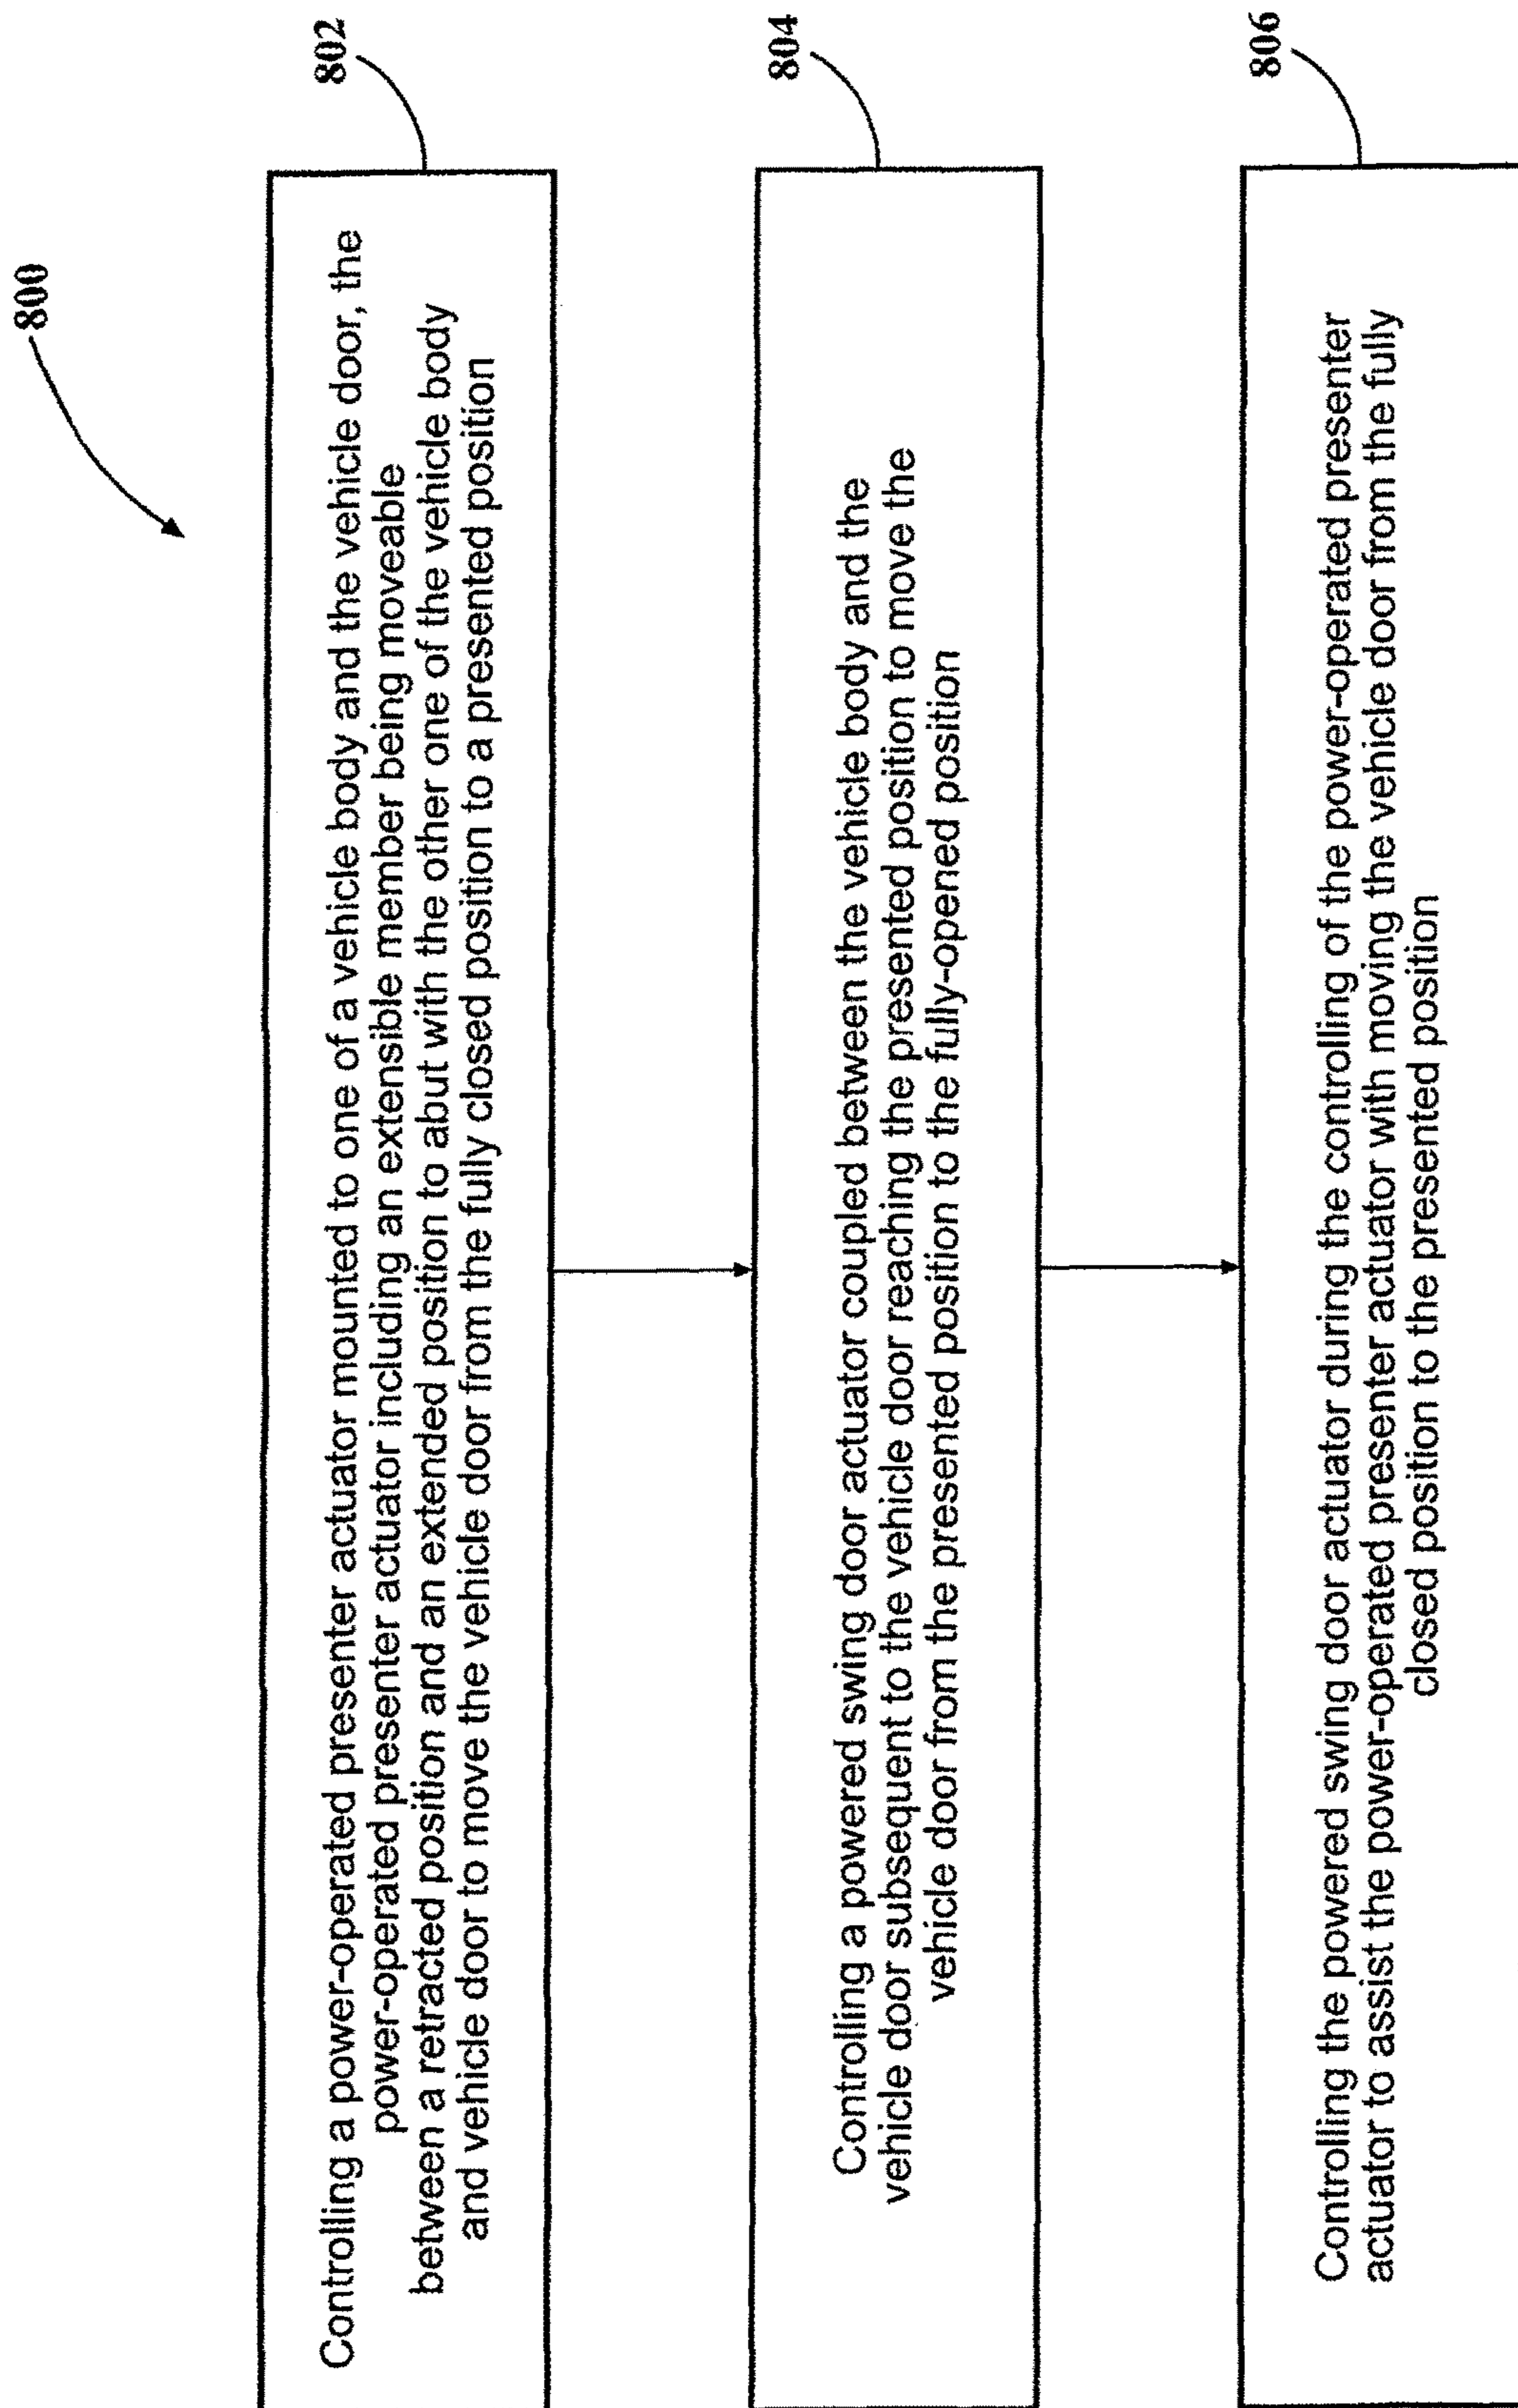 800
802
Controlling a power-operated presenter actuator mounted to one of a vehicle body and the vehicle door, the
power-operated presenter actuator including an extensible member being moveable
between a retracted position and an extended position to abut with the other one of the vehicle body
and vehicle door to move the vehicle door from the fully closed position to a presented position
804
Controlling a powered swing door actuator coupled between the vehicle body and the
vehicle door subsequent to the vehicle door reaching the presented position to move the
vehicle door from the presented position to the fully-opened position
806
Controlling the powered swing door actuator during the controlling of the power-operated presenter
actuator to assist the power-operated presenter actuator with moving the vehicle door from the fully
closed position to the presented position